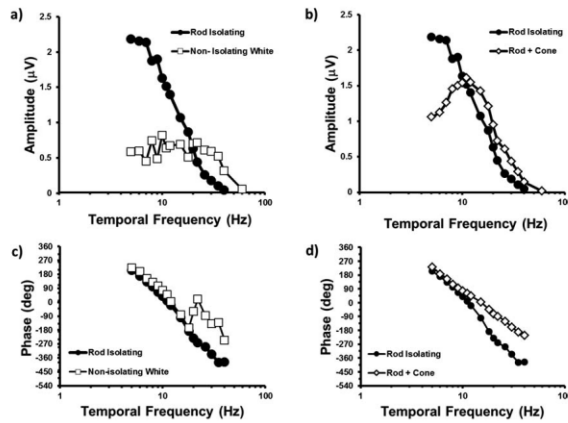 a)
Rod Isolating
Non- Isolating White
Amplitude (µV)
2.5
2
1.5
1
0.5
0
1
10
100
Temporal Frequency (Hz)
b)
Rod Isolating
Rod + Cone
Amplitude (µV)
2.5
2
1.5
1
0.5
0
1
10
100
Temporal Frequency (Hz)
c)
Phase (deg)
360
270
180
90
0
-90
-180
-270
-360
-450
-540
Rod Isolating
Non-isolating White
1
10
100
Temporal Frequency (Hz)
d)
Phase (deg)
360
270
180
90
0
-90
-180
-270
-360
-450
-540
Rod Isolating
Rod + Cone
1
10
100
Temporal Frequency (Hz)